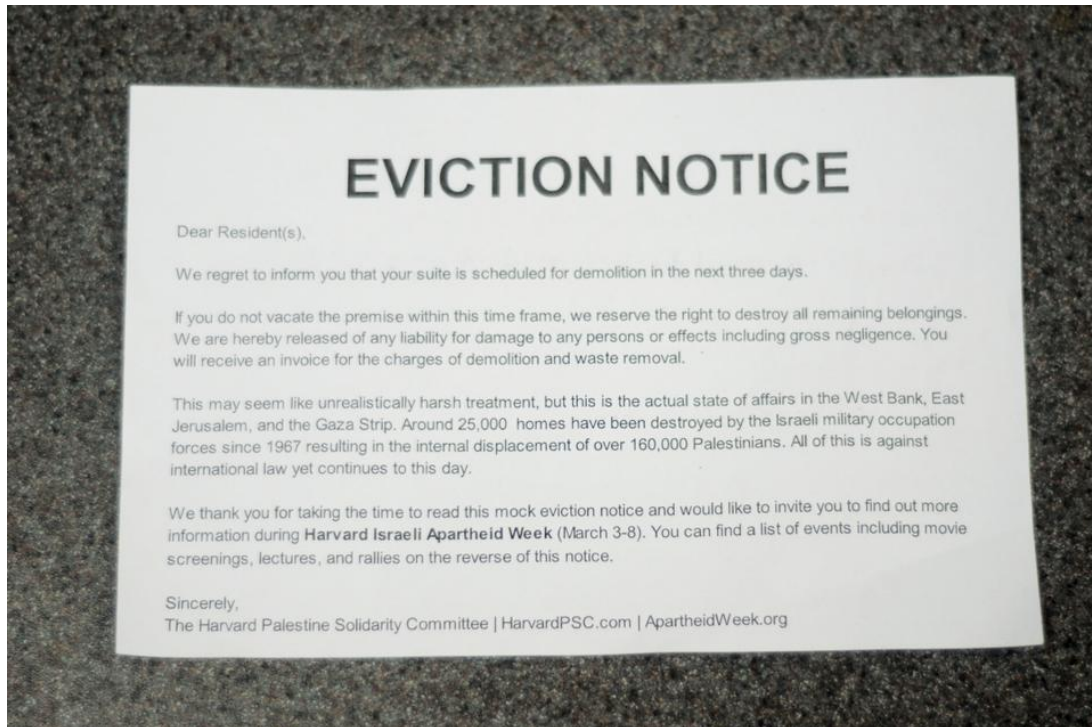 EVICTION NOTICE
Dear Resident(s),
We regret to inform you that your suite is scheduled for demolition in the next three days.
If you do not vacate the premise within this time frame, we reserve the right to destroy all remaining belongings.
We are hereby released of any liability for damage to any persons or effects including gross negligence. You
will receive an invoice for the charges of demolition and waste removal.
This may seem like unrealistically harsh treatment, but this is the actual state of affairs in the West Bank, East
Jerusalem, and the Gaza Strip. Around 25,000 homes have been destroyed by the Israeli military occupation
forces since 1967 resulting in the internal displacement of over 160,000 Palestinians. All of this is against
international law yet continues to this day.
We thank you for taking the time to read this mock eviction notice and would like to invite you to find out more
information during Harvard Israeli Apartheid Week (March 3-8). You can find a list of events including movie
screenings, lectures, and rallies on the reverse of this notice.
Sincerely,
The Harvard Palestine Solidarity Committee | HarvardPSC.com | ApartheidWeek.org